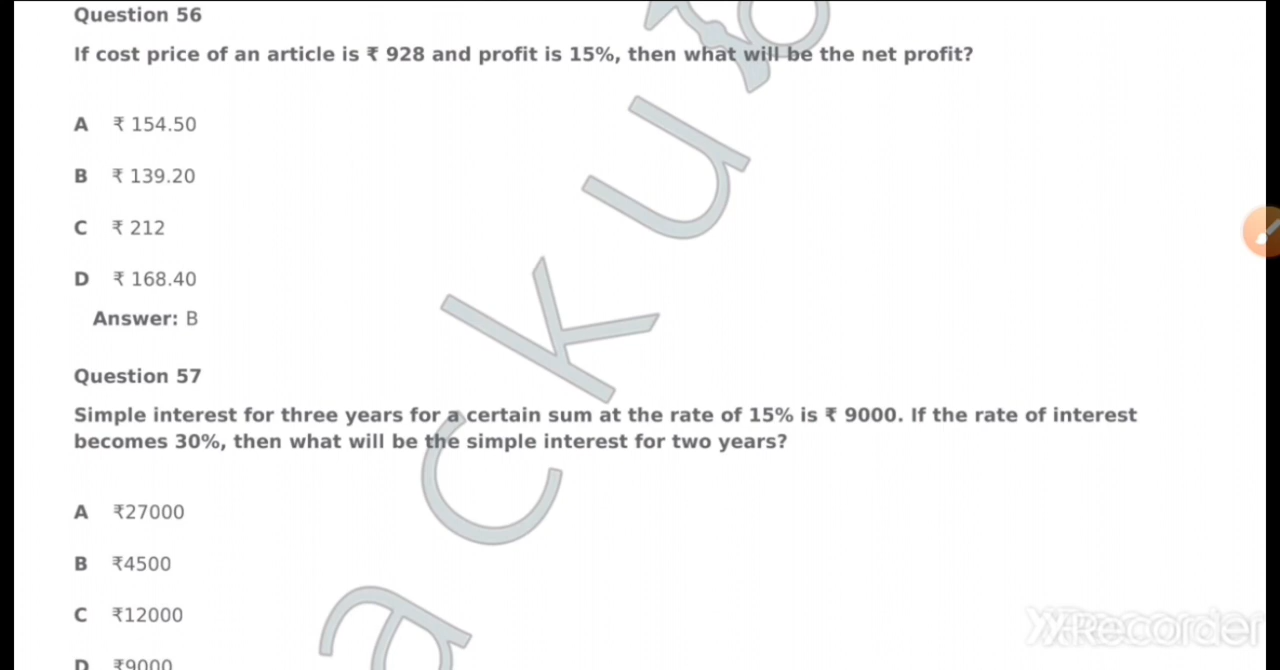 Question 56
If cost price of an article is ₹ 928 and profit is 15%, then what will be the net profit?
A ₹ 154.50
B ₹ 139.20
C ₹ 212
D ₹ 168.40
Answer: B
Question 57
Simple interest for three years for a certain sum at the rate of 15% is ₹ 9000. If the rate of interest
becomes 30%, then what will be the simple interest for two years?
A ₹27000
B ₹4500
C ₹12000
D ₹9000
a c k u
XRecorder